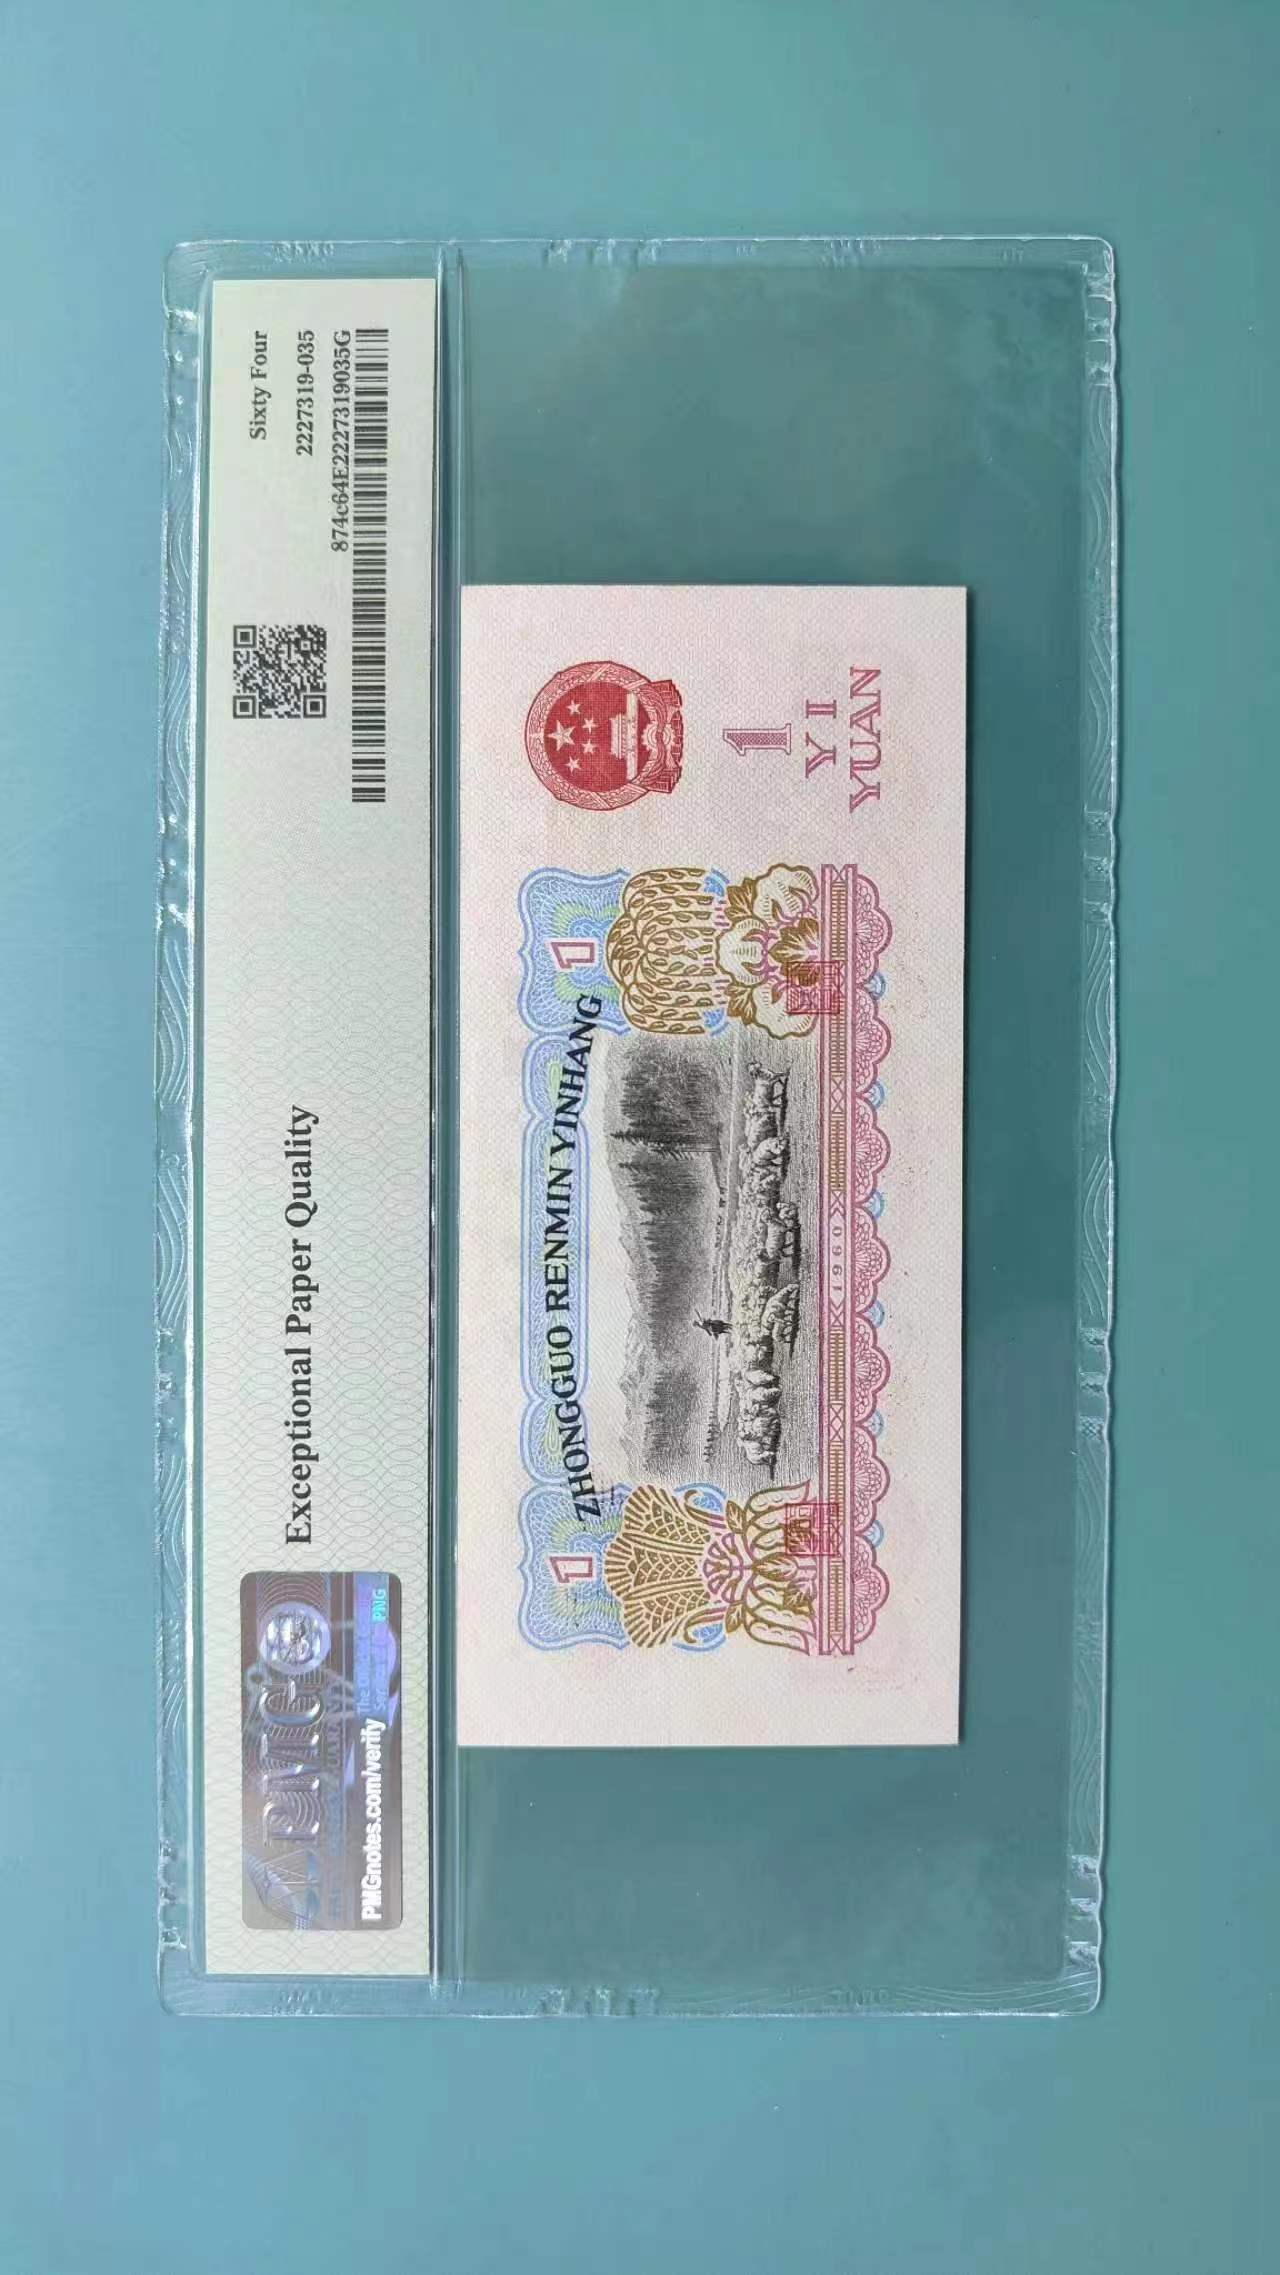 Exceptional Paper Quality
Sixty Four
2227319-035
874c64E2227319035G
PMG
PNG
PMGnotes.com/verify
ZHONGGUO RENMIN YINHANG
1
1
1
YI
YUAN
1960